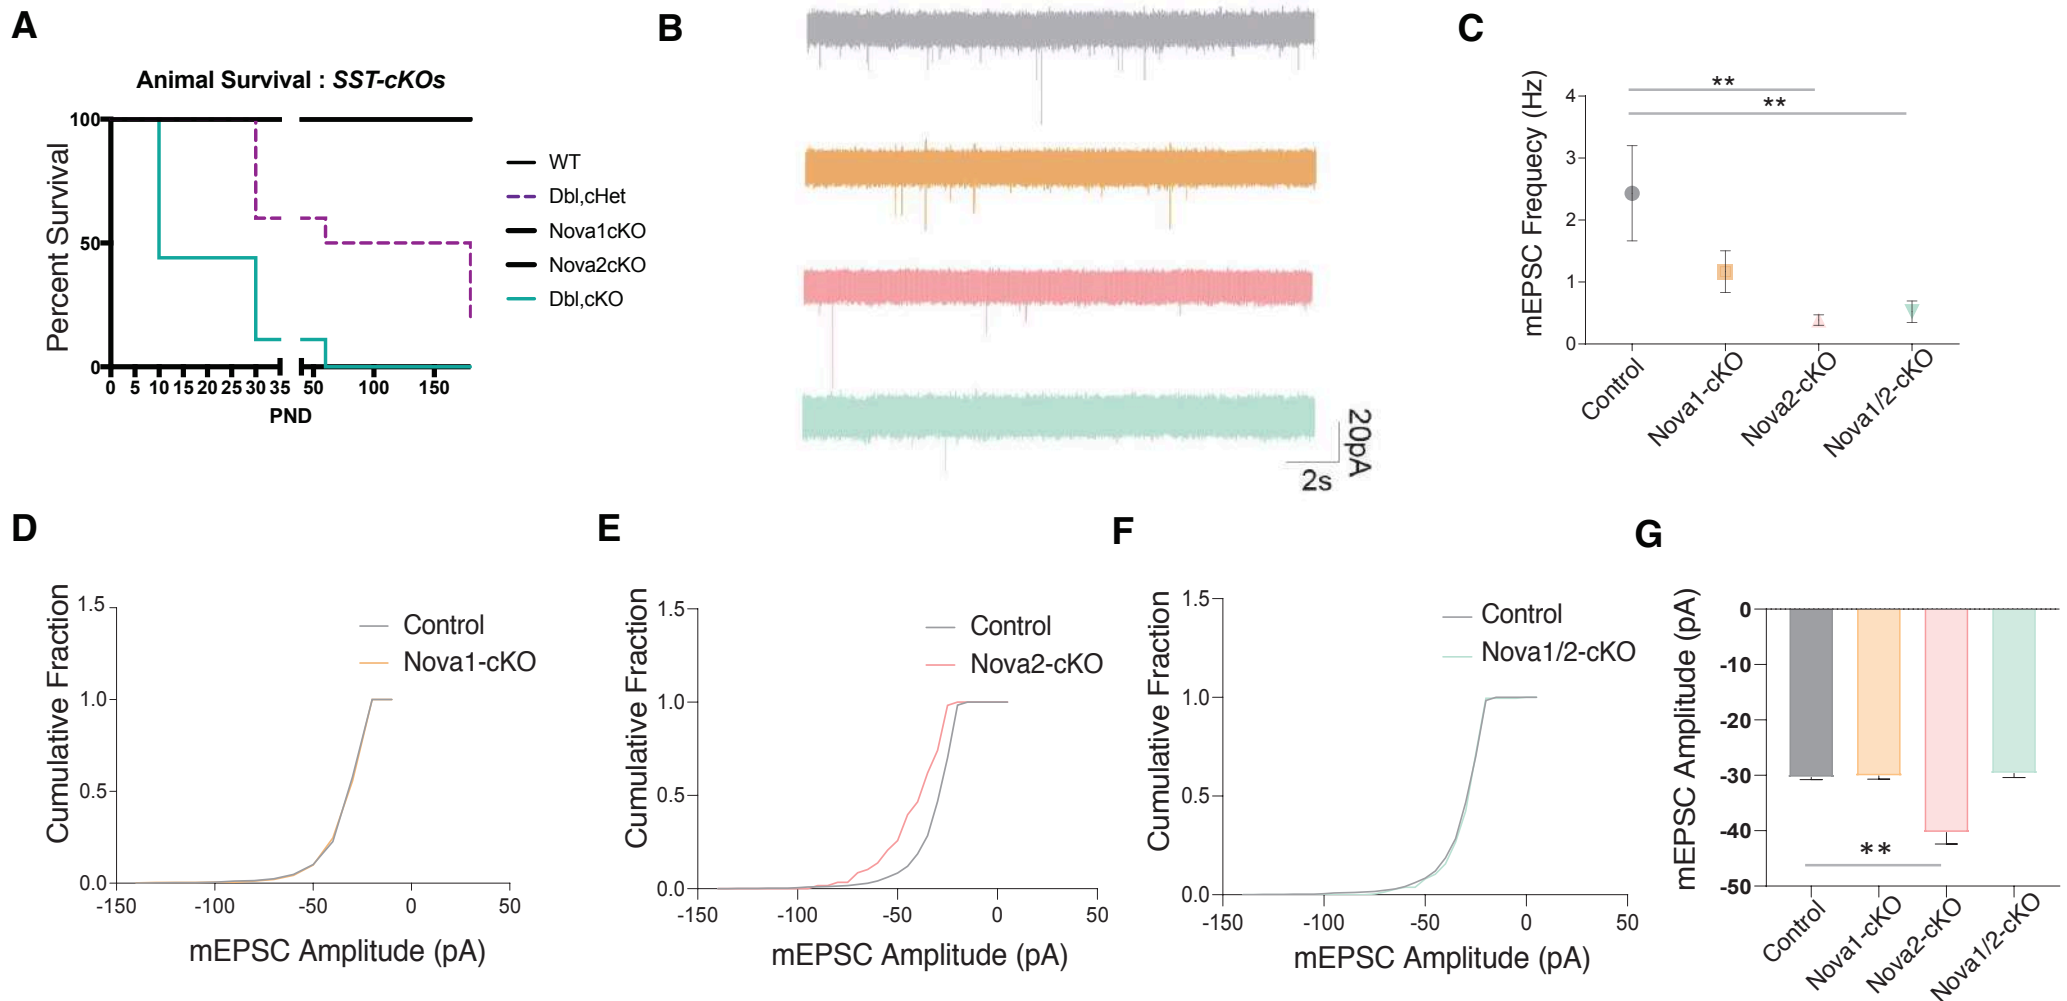 A
Animal Survival : SST-cKOs
Percent Survival
100
50
0
0 5 10 15 20 25 30 35 50 100 150
PND
WT
Dbl,cHet
Nova1cKO
Nova2cKO
Dbl,cKO
B
20pA
2s
C
mEPSC Frequecy (Hz)
4
3
2
1
0
**
**
Control
Nova1-cKO
Nova2-cKO
Nova1/2-cKO
D
Cumulative Fraction
1.5
1.0
0.5
0.0
-150 -100 -50 0 50
mEPSC Amplitude (pA)
Control
Nova1-cKO
E
Cumulative Fraction
1.5
1.0
0.5
0.0
-150 -100 -50 0 50
mEPSC Amplitude (pA)
Control
Nova2-cKO
F
Cumulative Fraction
1.5
1.0
0.5
0.0
-150 -100 -50 0 50
mEPSC Amplitude (pA)
Control
Nova1/2-cKO
G
mEPSC Amplitude (pA)
0
-10
-20
-30
-40
-50
**
Control
Nova1-cKO
Nova2-cKO
Nova1/2-cKO